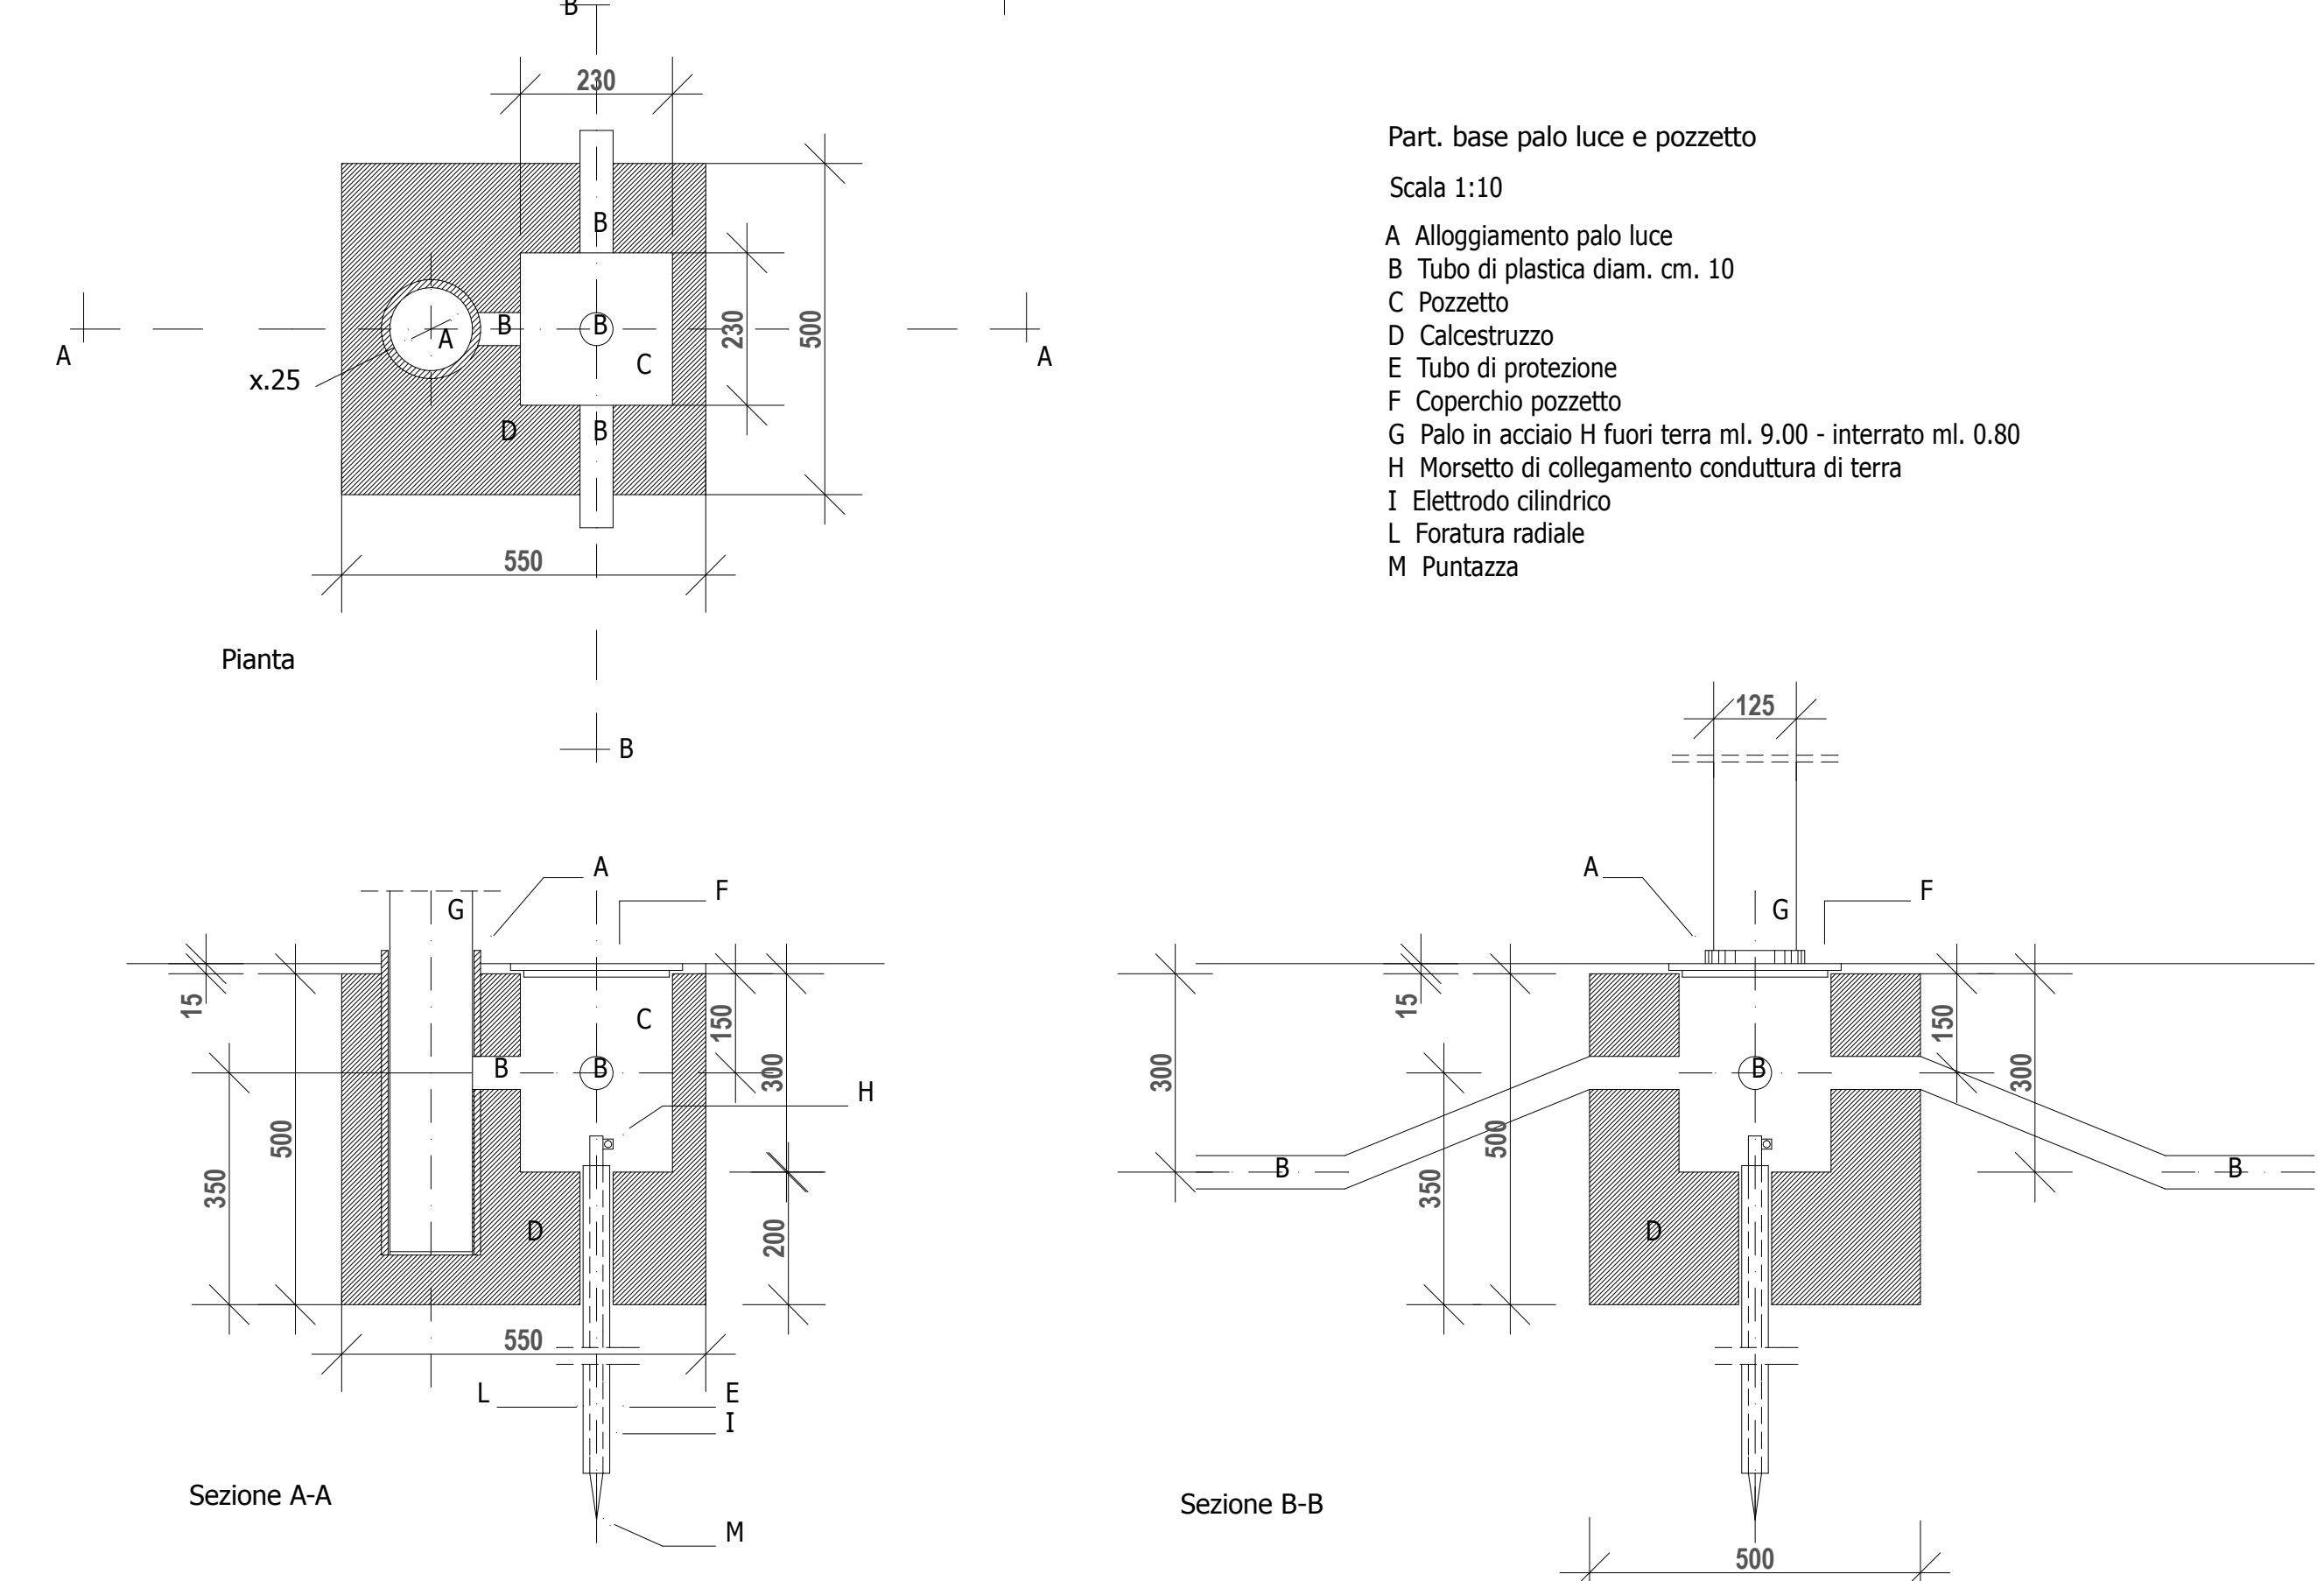 B
230
Part. base palo luce e pozzetto
Scala 1:10
A Alloggiamento palo luce
B Tubo di plastica diam. cm. 10
C Pozzetto
D Calcestruzzo
E Tubo di protezione
F Coperchio pozzetto
G Palo in acciaio H fuori terra ml. 9.00 - interrato ml. 0.80
H Morsetto di collegamento conduttura di terra
I Elettrodo cilindrico
L Foratura radiale
M Puntazza
B
A
A
B
B
C
230
500
A
x.25
D
B
550
Pianta
B
125
A
F
G
15
C
150
B
B
300
H
500
350
D
200
550
L
E
I
Sezione A-A
M
A
F
G
15
150
300
B
300
500
350
B
B
D
Sezione B-B
500